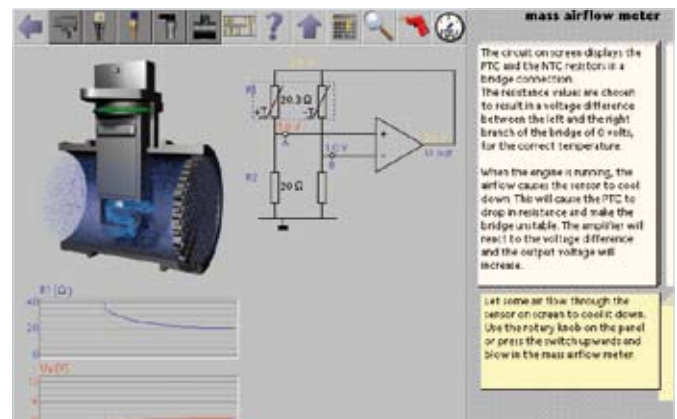 mass airflow meter
The circuit on screen displays the
PTC and the NTC resistors in a
bridge connection.
The resistance values are chosen
to result in a voltage difference
between the left and the right
branch of the bridge of 0 volts,
for the correct temperature.
When the engine is running, the
airflow causes the sensor to cool
down. This will cause the PTC to
drop in resistance and make the
bridge unstable. The amplifier will
react to the voltage difference
and the output voltage will
increase.
Let some air flow through the
sensor on screen to cool it down.
Use the rotary knob on the panel
or press the switch upwards and
blow in the mass airflow meter
R1
20.3 Ω
+T
-T
A
1.0 V
B
+
-
U out
R2
20 Ω
R1 (Ω)
40
20
0